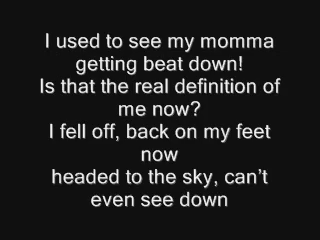 I used to see my momma
getting beat down!
Is that the real definition of
me now?
I fell off, back on my feet
now
headed to the sky, can't
even see down